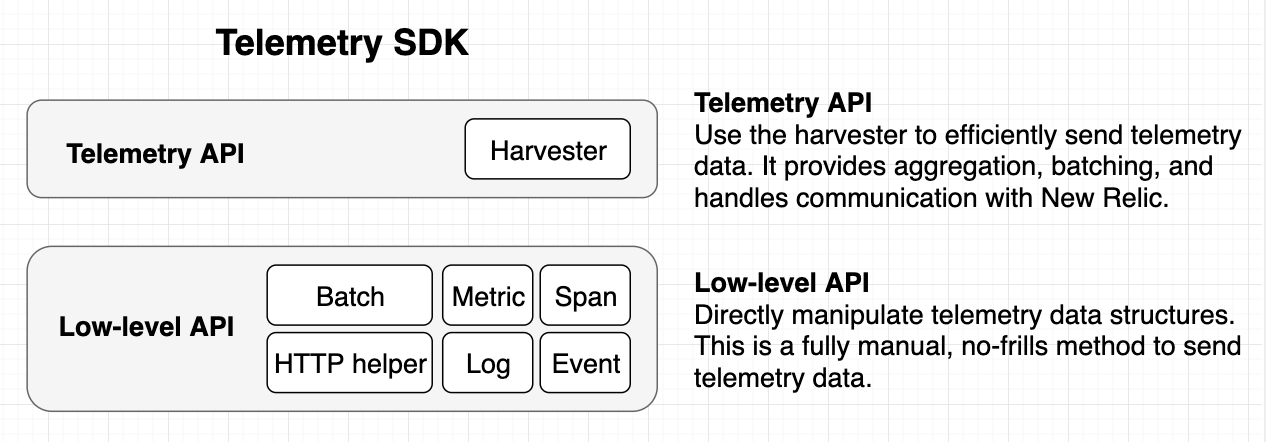 Telemetry SDK
Telemetry API
Harvester
Telemetry API
Use the harvester to efficiently send telemetry
data. It provides aggregation, batching, and
handles communication with New Relic.
Low-level API
Batch
Metric
Span
HTTP helper
Log
Event
Low-level API
Directly manipulate telemetry data structures.
This is a fully manual, no-frills method to send
telemetry data.